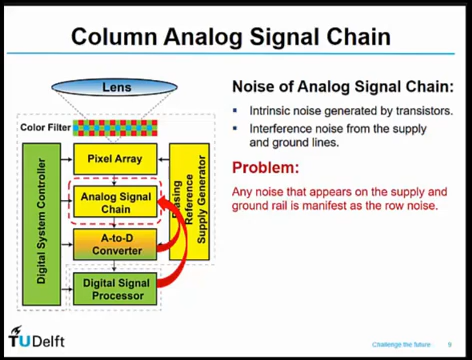 Column Analog Signal Chain
Lens
Color Filter
Pixel Array
Analog Signal
Chain
A-to-D
Converter
Digital Signal
Processor
Digital System Controller
Biasing
Reference
Supply Generator
Noise of Analog Signal Chain:
▪ Intrinsic noise generated by transistors.
▪ Interference noise from the supply
and ground lines.
Problem:
Any noise that appears on the supply and
ground rail is manifest as the row noise.
TUDelft
Challenge the future
9